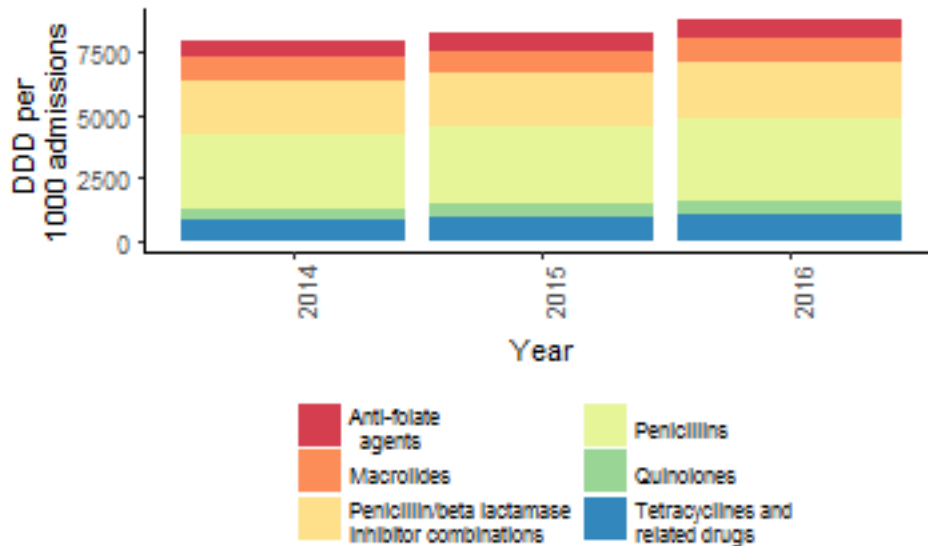 DDD per
1000 admissions
7500
5000
2500
0
2014
2015
2016
Year
Anti-folate
agents
Macrolides
Penicillin/beta lactamase
inhibitor combinations
Penicillins
Quinolones
Tetracyclines and
related drugs